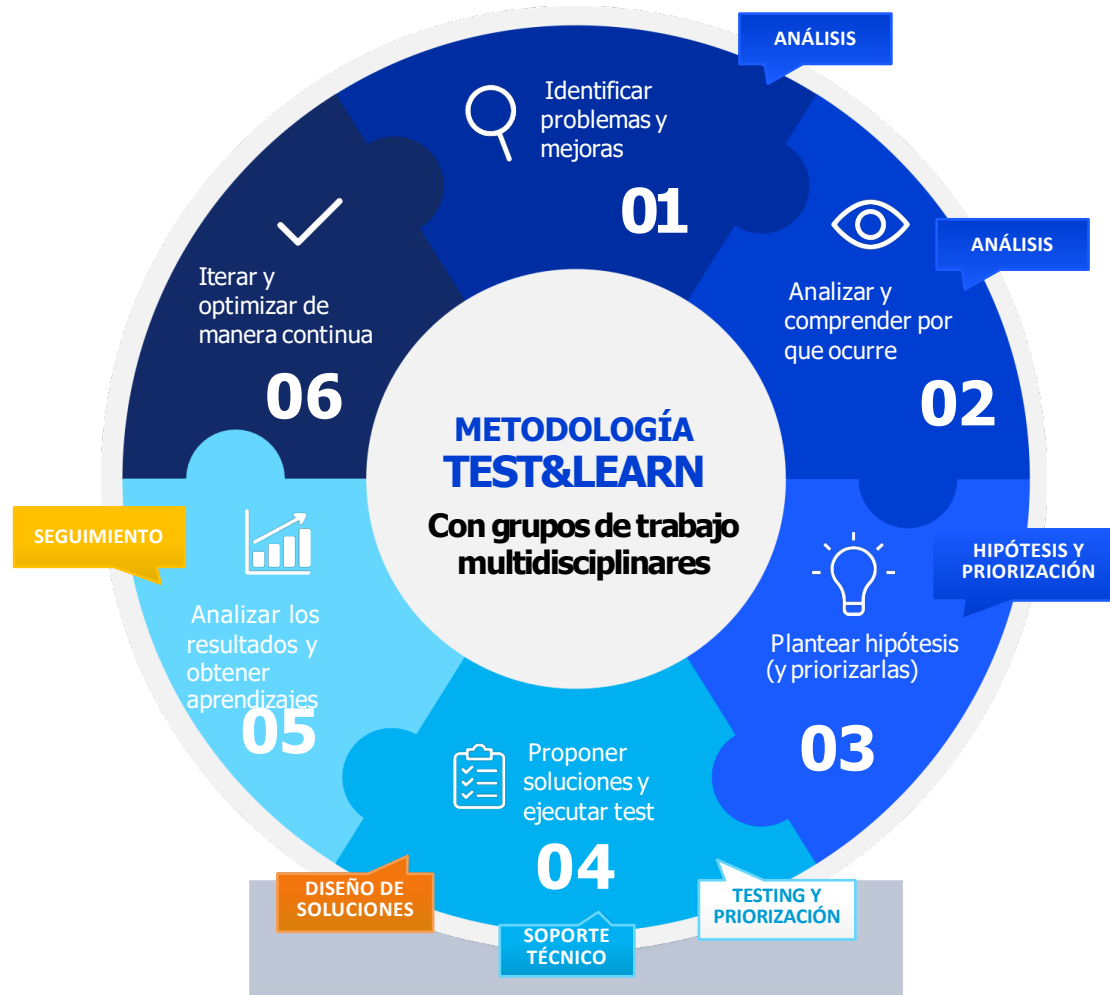 ANÁLISIS
Identificar
problemas y
mejoras
01
ANÁLISIS
Analizar y
comprender por
que ocurre
02
HIPÓTESIS Y
PRIORIZACIÓN
Plantear hipótesis
(y priorizarlas)
03
Proponer
soluciones y
ejecutar test
04
TESTING Y
PRIORIZACIÓN
SOPORTE
TÉCNICO
DISEÑO DE
SOLUCIONES
SEGUIMIENTO
Analizar los
resultados y
obtener
aprendizajes
05
Iterar y
optimizar de
manera continua
06
METODOLOGÍA
TEST&LEARN
Con grupos de trabajo
multidisciplinares